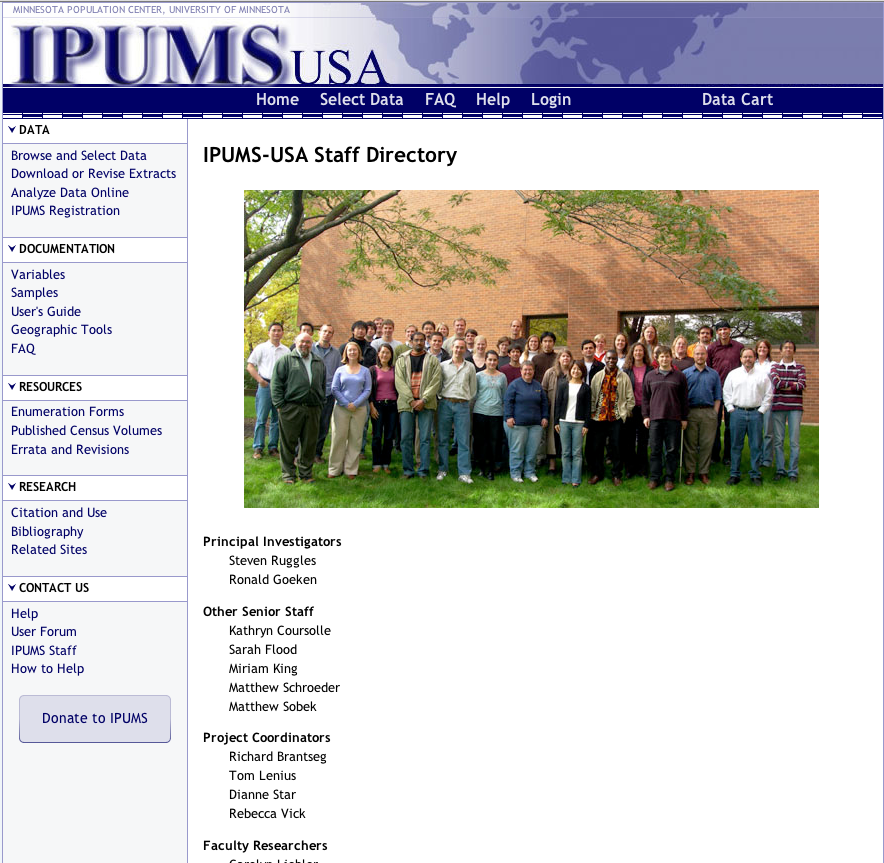 MINNESOTA POPULATION CENTER, UNIVERSITY OF MINNESOTA
IPUMS USA
Home Select Data FAQ Help Login Data Cart
DATA
Browse and Select Data
Download or Revise Extracts
Analyze Data Online
IPUMS Registration
DOCUMENTATION
Variables
Samples
User's Guide
Geographic Tools
FAQ
RESOURCES
Enumeration Forms
Published Census Volumes
Errata and Revisions
RESEARCH
Citation and Use
Bibliography
Related Sites
CONTACT US
Help
User Forum
IPUMS Staff
How to Help
Donate to IPUMS
IPUMS-USA Staff Directory
Principal Investigators
Steven Ruggles
Ronald Goeken
Other Senior Staff
Kathryn Coursolle
Sarah Flood
Miriam King
Matthew Schroeder
Matthew Sobek
Project Coordinators
Richard Brantseg
Tom Lenius
Dianne Star
Rebecca Vick
Faculty Researchers